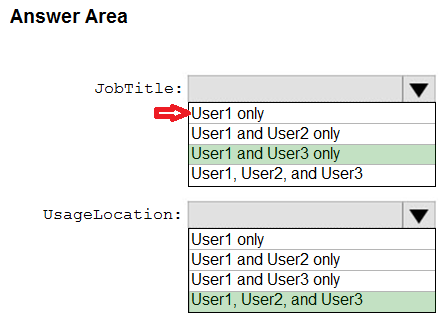 Answer Area
JobTitle:
User1 only
User1 and User2 only
User1 and User3 only
User1, User2, and User3
UsageLocation:
User1 only
User1 and User2 only
User1 and User3 only
User1, User2, and User3